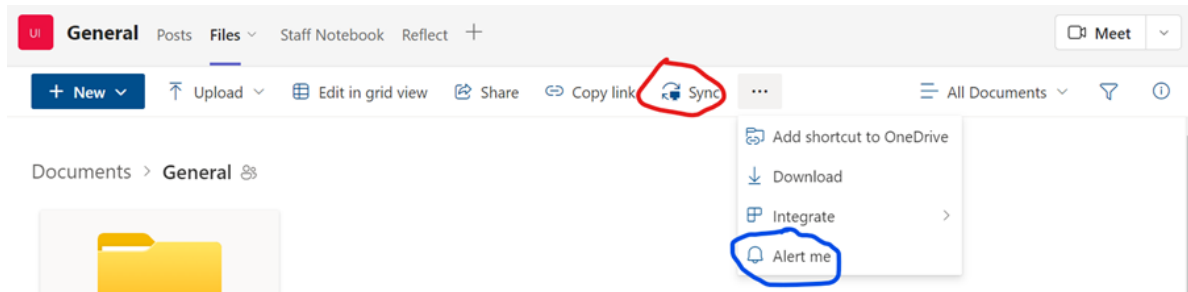 UI General Posts Files Staff Notebook Reflect Meet
New Upload Edit in grid view Share Copy link Sync ... All Documents
Add shortcut to OneDrive
Documents > General
Download
Integrate
Alert me